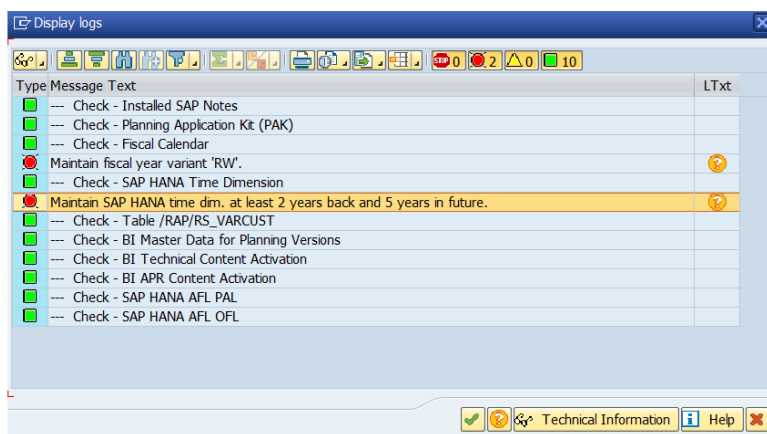 Display logs
STOP 0 2 0 10
Type Message Text LTxt
--- Check - Installed SAP Notes
--- Check - Planning Application Kit (PAK)
--- Check - Fiscal Calendar
Maintain fiscal year variant 'RW'.
--- Check - SAP HANA Time Dimension
Maintain SAP HANA time dim. at least 2 years back and 5 years in future.
--- Check - Table /RAP/RS_VARCUST
--- Check - BI Master Data for Planning Versions
--- Check - BI Technical Content Activation
--- Check - BI APR Content Activation
--- Check - SAP HANA AFL PAL
--- Check - SAP HANA AFL OFL
Technical Information i Help